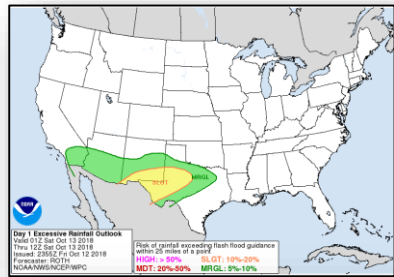 SLGT
MRGL
NOAA
Day 1 Excessive Rainfall Outlook
Valid 01Z Sat Oct 13 2018
Thru 12Z Sat Oct 13 2018
Issued: 2355Z Fri Oct 12 2018
Forecaster: ROTH
NOAA/NWS/NCEP/WPC
Risk of rainfall exceeding flash flood guidance
within 25 miles of a point.
HIGH: > 50% SLGT: 10%-20%
MDT: 20%-50% MRGL: 5%-10%